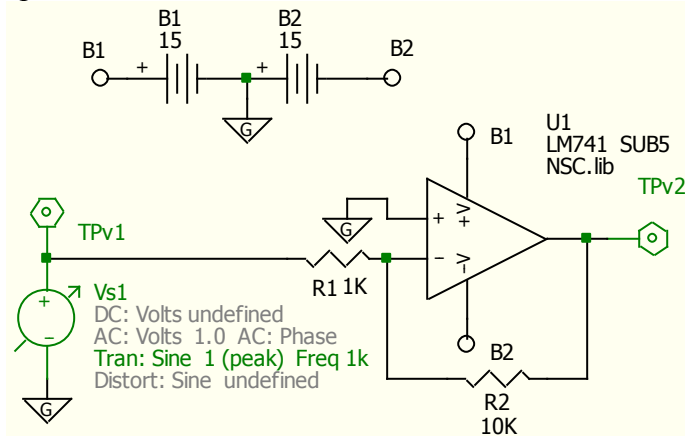 B1 B2
15 15
B1 + + B2
G
B1
U1
LM741 SUB5
NSC.lib
TPv2
TPv1
G
+ +V
- -V
R1 1K
+
-
Vs1
DC: Volts undefined
AC: Volts 1.0 AC: Phase
Tran: Sine 1 (peak) Freq 1k
Distort: Sine undefined
G
B2
R2
10K